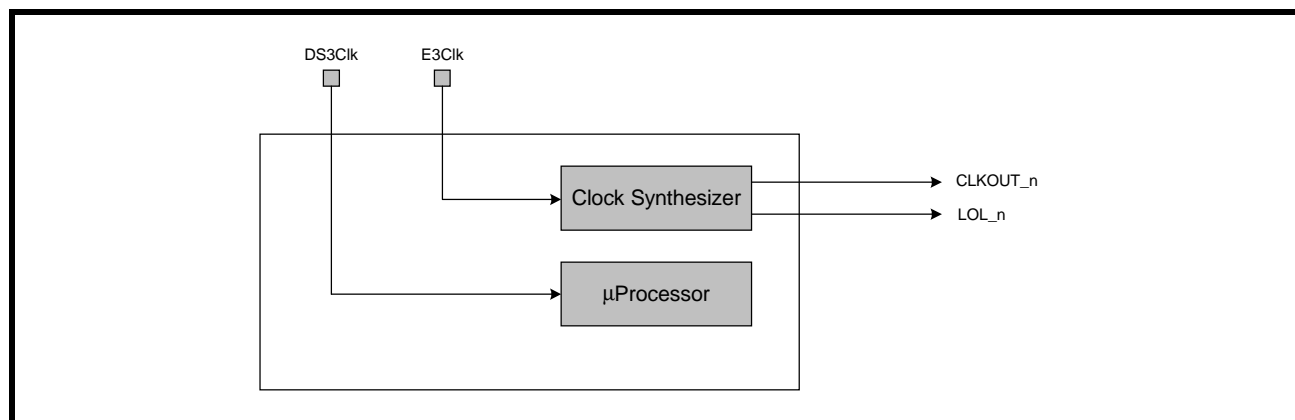 DS3Clk
E3Clk
Clock Synthesizer
CLKOUT_n
LOL_n
μProcessor